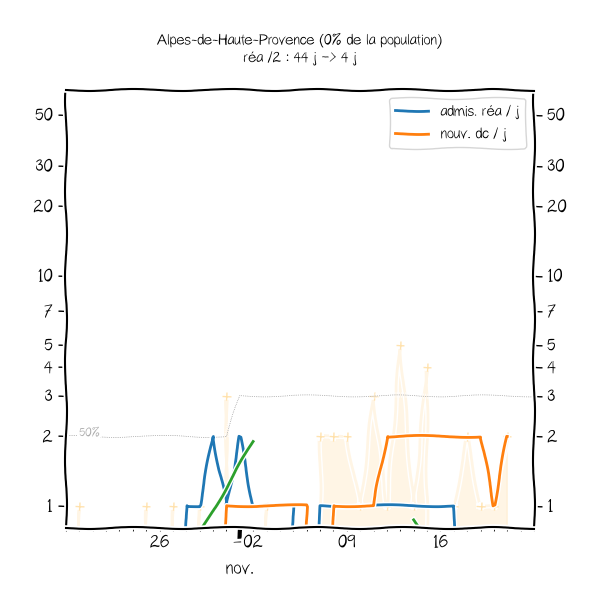 Alpes-de-Haute-Provence (0% de la population)
réa /2 : 44 j -> 4 j
admis. réa / j
nouv. dc / j
50 50
30 30
20 20
10 10
7 7
5 5
4 4
3 3
50%
2 2
1 1
26 02 09 16
nov.